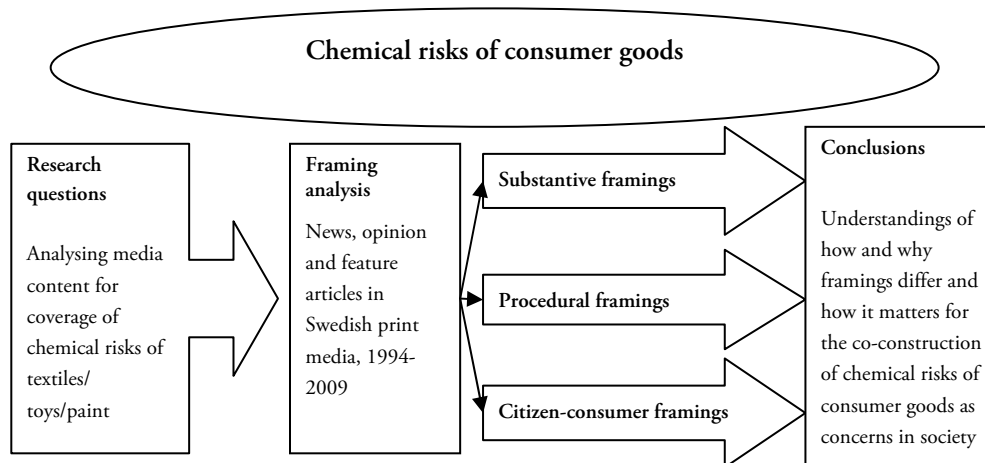 Chemical risks of consumer goods
Research
questions
Analysing media
content for
coverage of
chemical risks of
textiles/
toys/paint
Framing
analysis
News, opinion
and feature
articles in
Swedish print
media, 1994-
2009
Substantive framings
Procedural framings
Citizen-consumer framings
Conclusions
Understandings of
how and why
framings differ and
how it matters for
the co-construction
of chemical risks of
consumer goods as
concerns in society